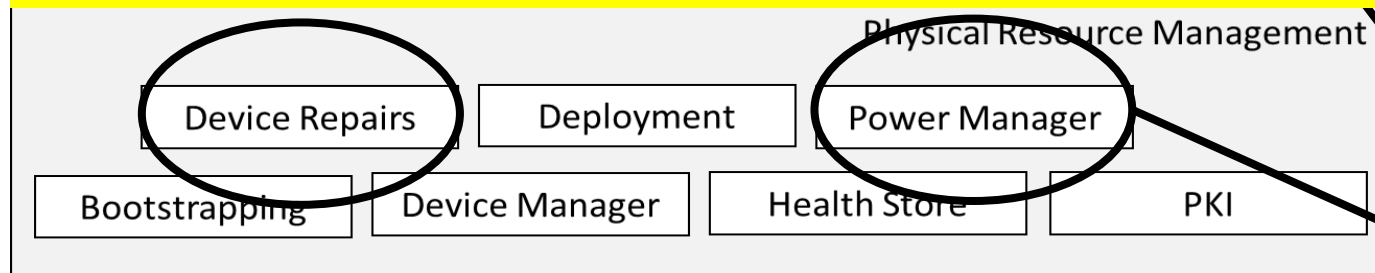 Physical Resource Management
Device Repairs
Deployment
Power Manager
Bootstrapping
Device Manager
Health Store
PKI